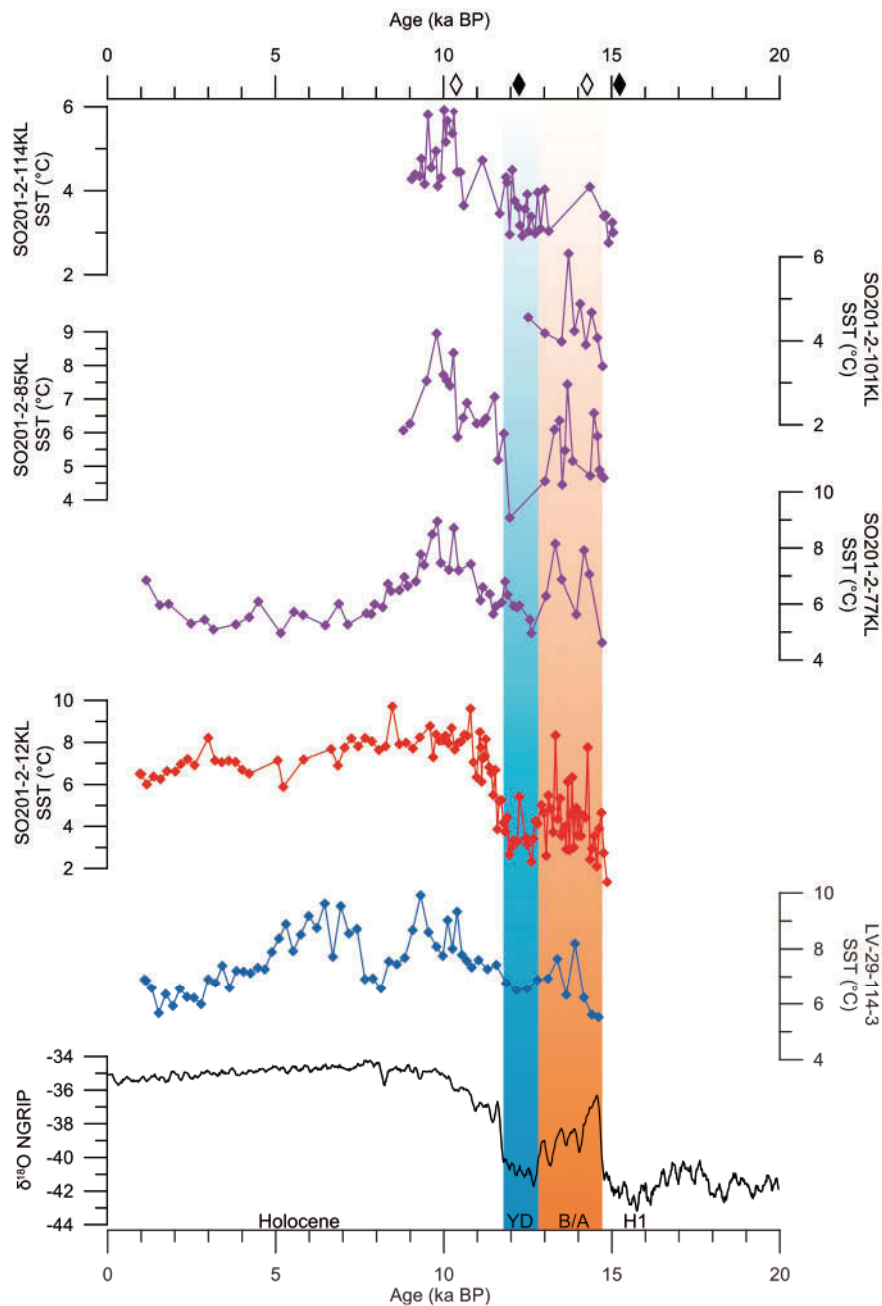 Age (ka BP)
0 5 10 15 20
SO201-2-114KL
SST (°C)
6
4
2
SO201-2-101KL
SST (°C)
6
4
2
SO201-2-85KL
SST (°C)
9
8
7
6
5
4
SO201-2-77KL
SST (°C)
10
8
6
4
SO201-2-12KL
SST (°C)
10
8
6
4
2
LV-29-114-3
SST (°C)
10
8
6
4
δ18O NGRIP
-34
-36
-38
-40
-42
-44
Holocene YD B/A H1
0 5 10 15 20
Age (ka BP)